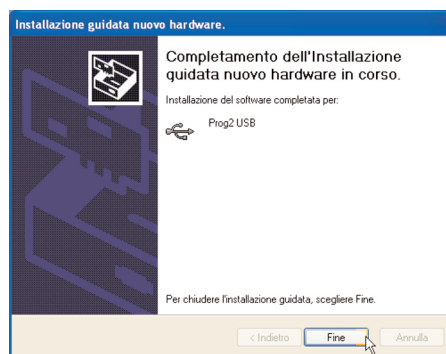 Installazione guidata nuovo hardware.
Completamento dell'Installazione
guidata nuovo hardware in corso.
Installazione del software completata per:
Prog2 USB
Per chiudere l'installazione guidata, scegliere Fine.
< Indietro
Fine
Annulla